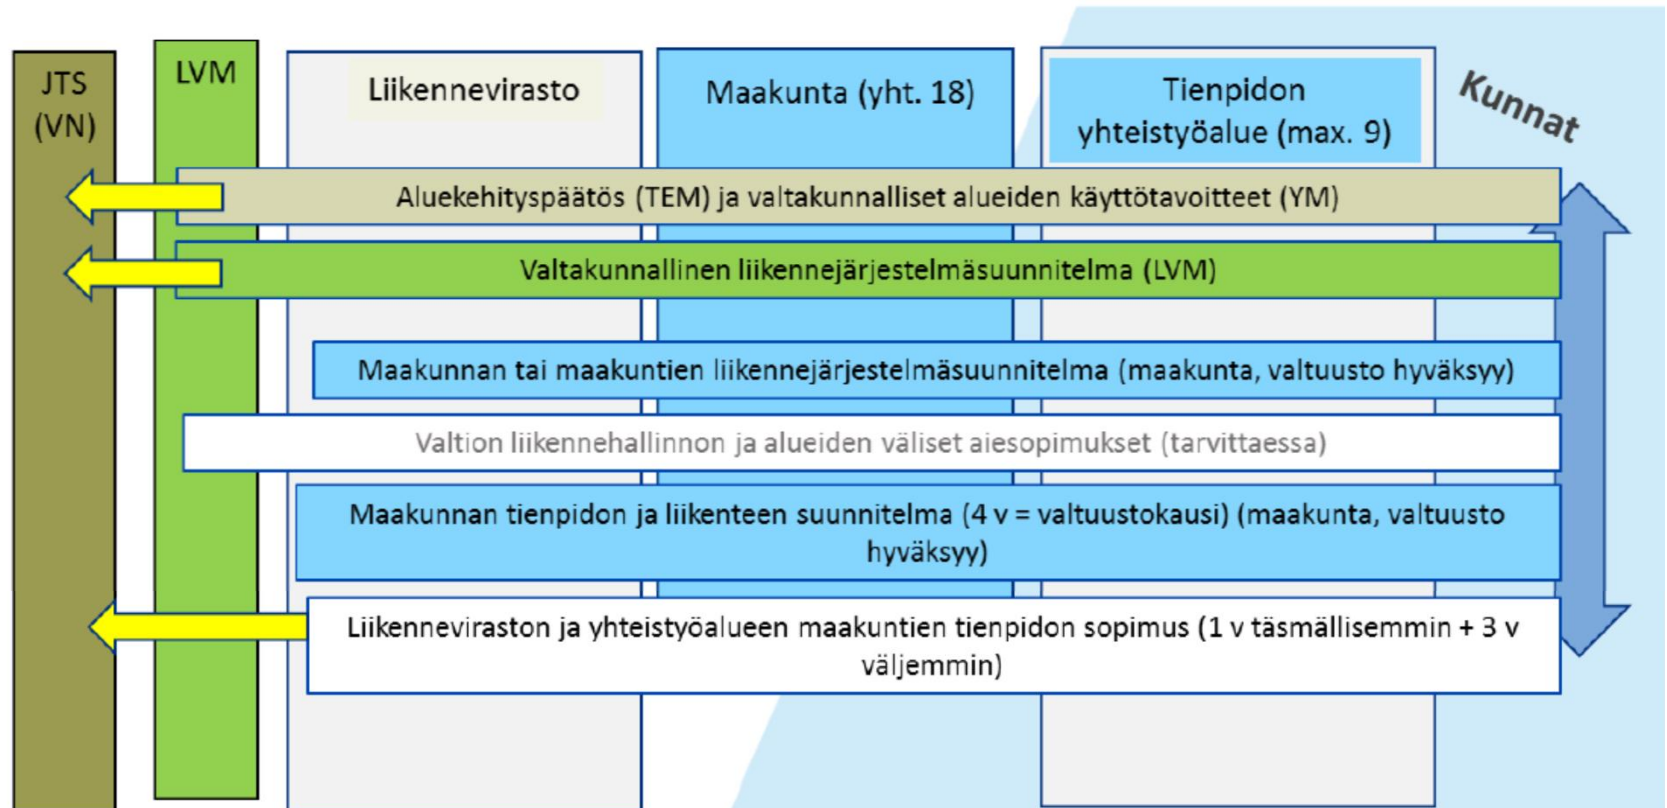 JTS
(VN)
LVM
Liikennevirasto
Maakunta (yht. 18)
Tienpidon
yhteistyöalue (max. 9)
Kunnat
Aluekehityspäätös (TEM) ja valtakunnalliset alueiden käyttötavoitteet (YM)
Valtakunnallinen liikennejärjestelmäsuunnitelma (LVM)
Maakunnan tai maakuntien liikennejärjestelmäsuunnitelma (maakunta, valtuusto hyväksyy)
Valtion liikennehallinnon ja alueiden väliset aiesopimukset (tarvittaessa)
Maakunnan tienpidon ja liikenteen suunnitelma (4 v = valtuustokausi) (maakunta, valtuusto
hyväksyy)
Liikenneviraston ja yhteistyöalueen maakuntien tienpidon sopimus (1 v täsmällisemmin + 3 v
väljemmin)